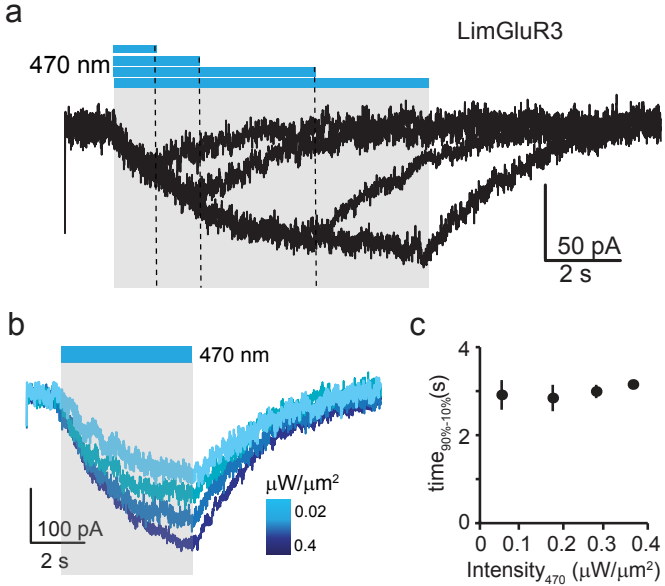 a
LimGluR3
470 nm
50 pA
2 s
b
470 nm
µW/µm²
0.02
0.4
100 pA
2 s
c
time90%-10%(s)
4
2
0
0 0.1 0.2 0.3 0.4
Intensity470 (µW/µm²)